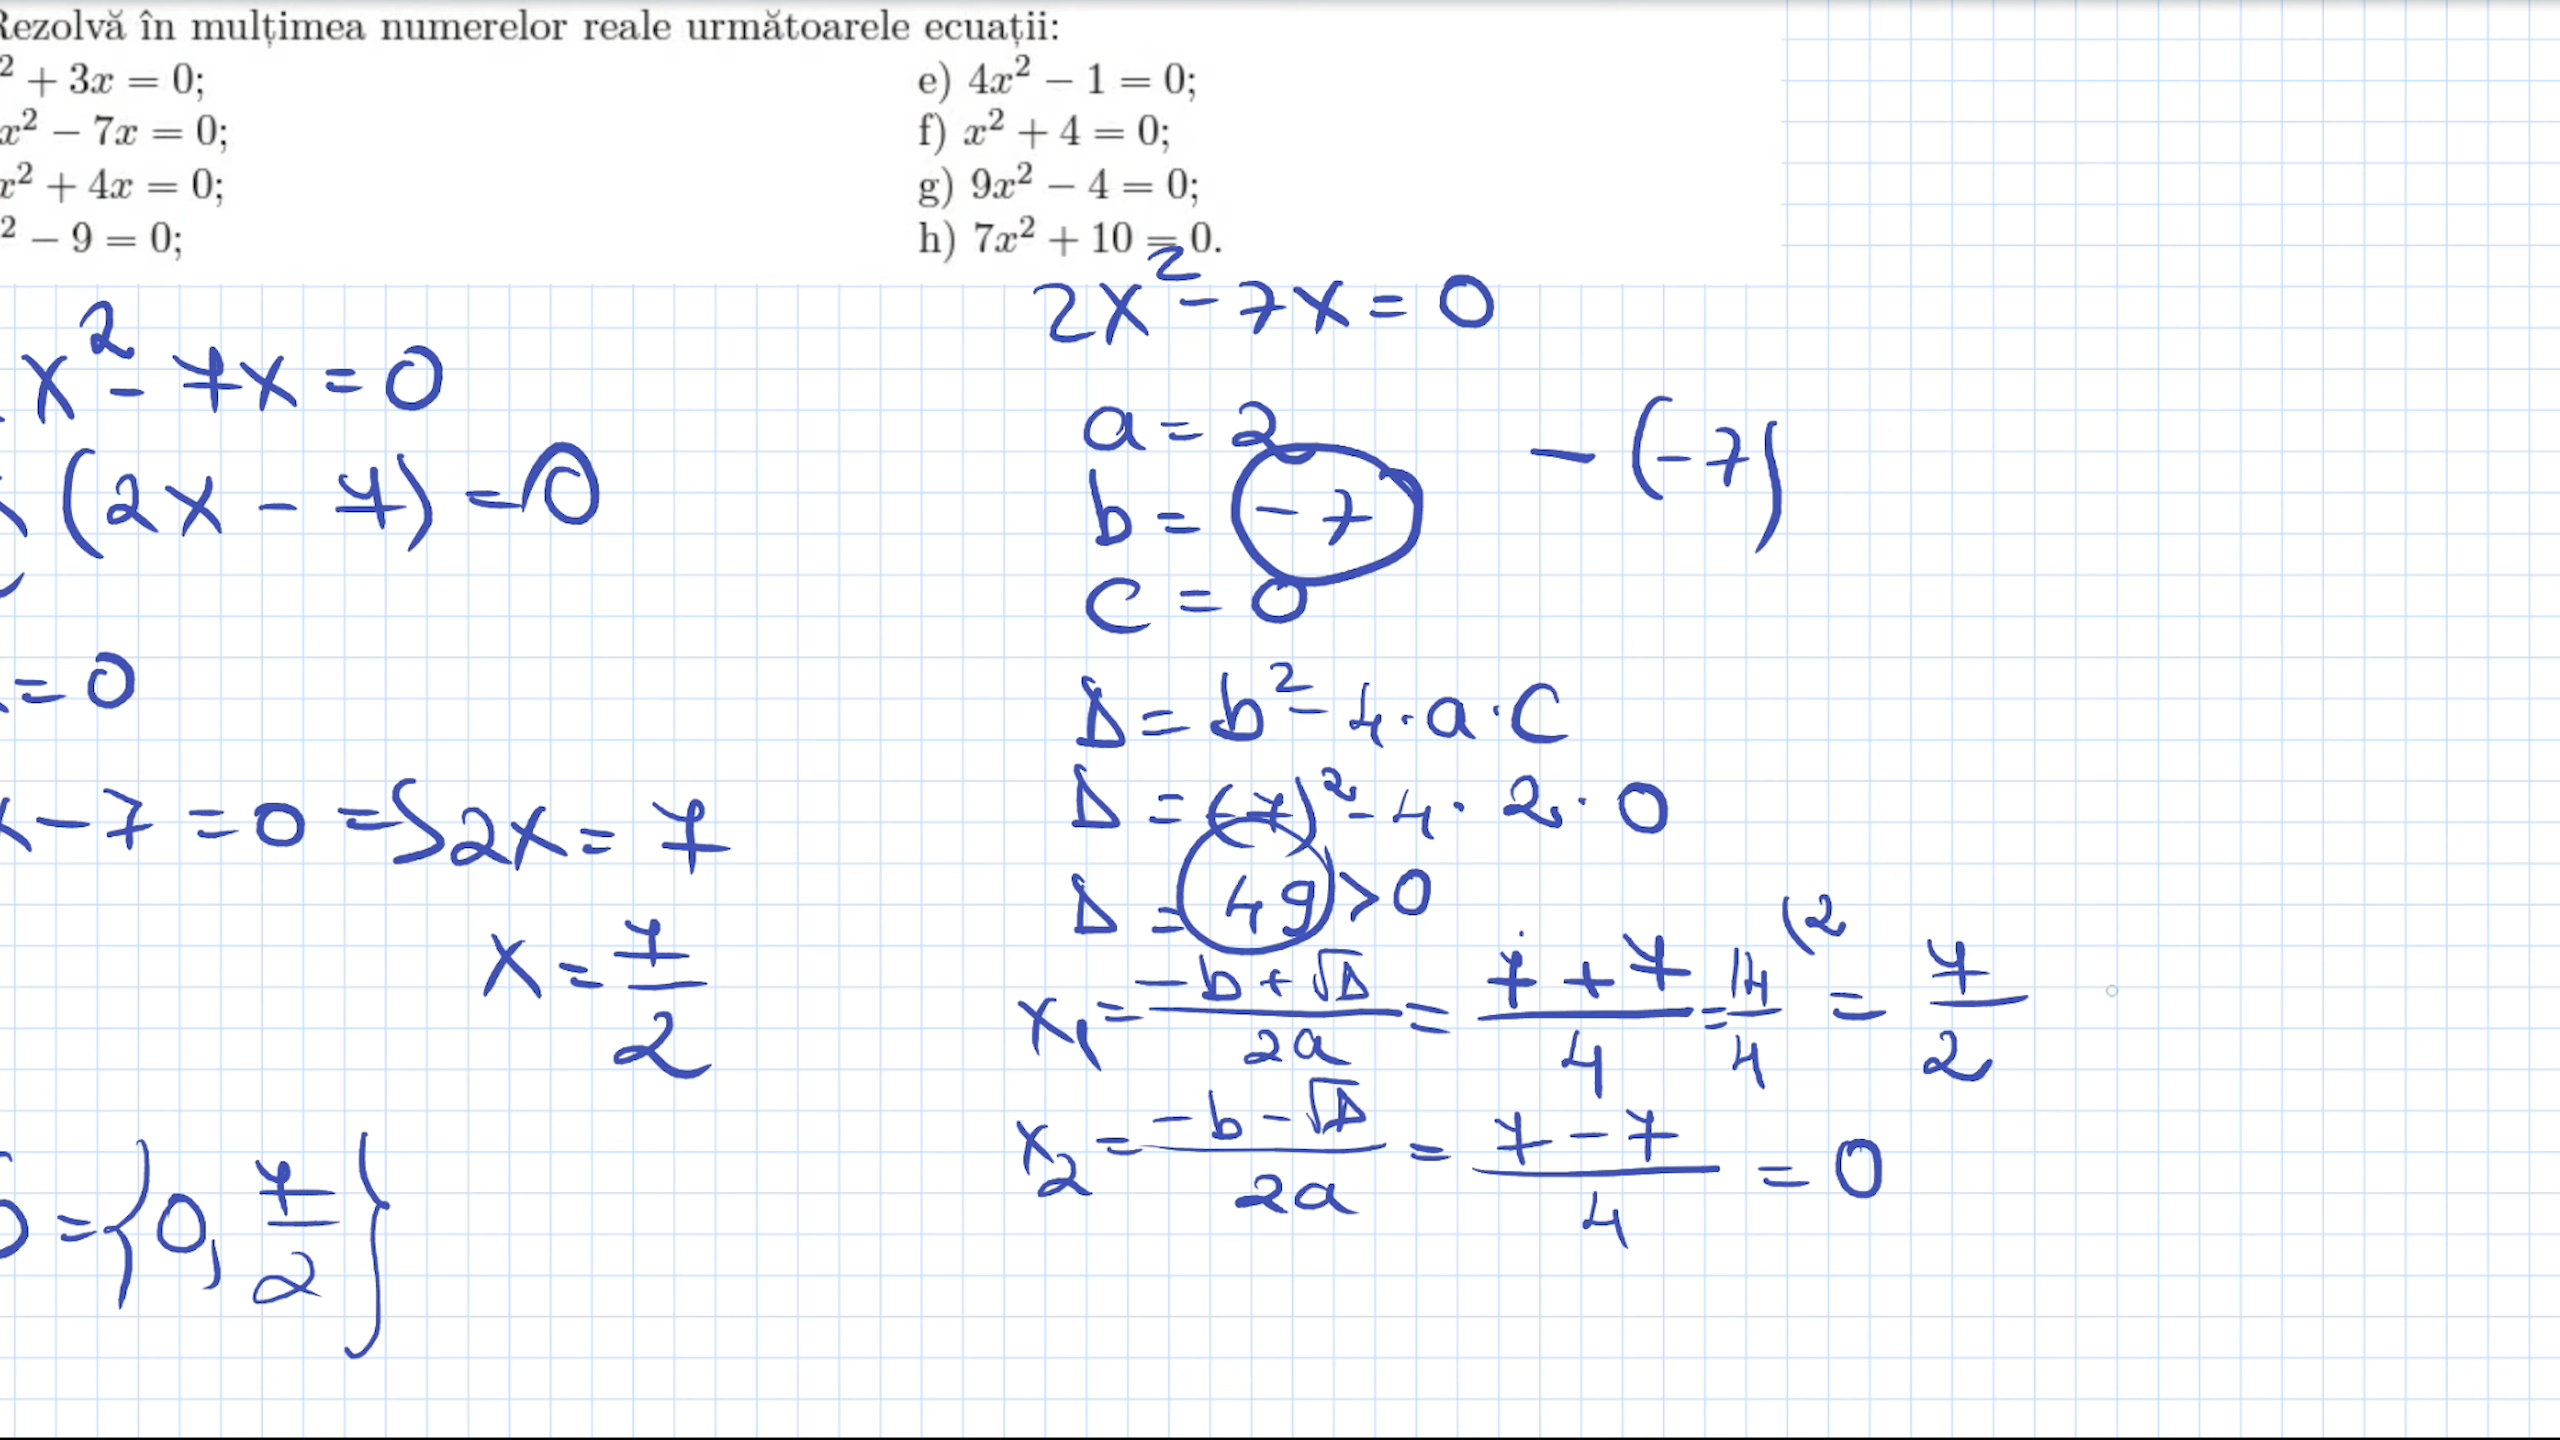 Rezolvă în mulțimea numerelor reale următoarele ecuații:
² + 3x = 0;
x² − 7x = 0;
x² + 4x = 0;
² − 9 = 0;
e) 4x² − 1 = 0;
f) x² + 4 = 0;
g) 9x² − 4 = 0;
h) 7x² + 10 = 0.
x² - 7x = 0
(2x - 7) = 0
= 0
x - 7 = 0 => 2x = 7
x = 7/2
= {0, 7/2}
2x² - 7x = 0
a = 2
b = -7
- (-7)
c = 0
Δ = b² - 4·a·c
Δ = (-7)² - 4·2·0
Δ = 49 > 0
x₁ = (-b + √Δ)/2a = (7 + 7)/4 = 14/4 (2 = 7/2
x₂ = (-b - √Δ)/2a = (7 - 7)/4 = 0